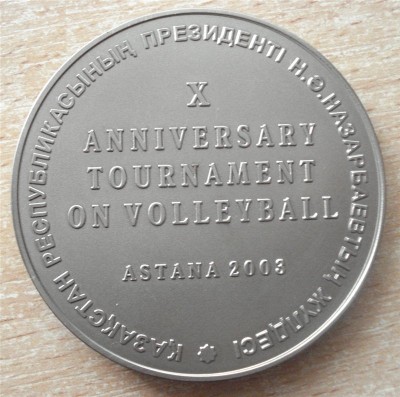 ҚАЗАҚСТАН РЕСПУБЛИКАСЫНЫҢ ПРЕЗИДЕНТІ Н.Ә.НАЗАРБАЕВТЫҢ ЖҮЛДЕСІ
X
ANNIVERSARY
TOURNAMENT
ON VOLLEYBALL
ASTANA 2003